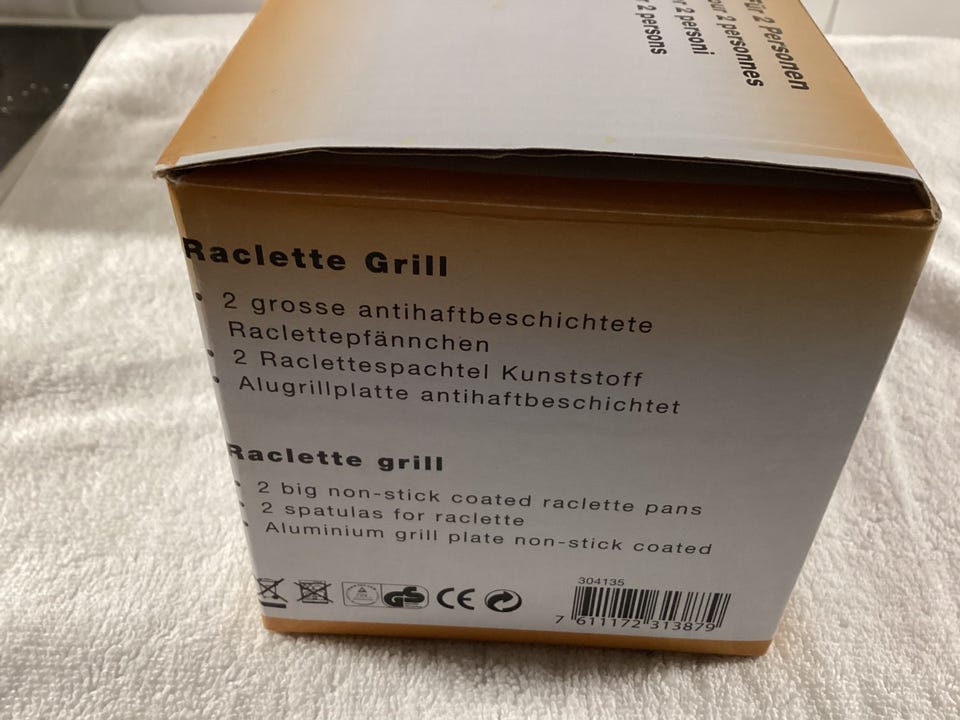 für 2 Personen
pour 2 personnes
2 personi
2 persons
Raclette Grill
• 2 grosse antihaftbeschichtete
Raclettepfännchen
• 2 Raclettespachtel Kunststoff
• Alugrillplatte antihaftbeschichtet
Raclette grill
• 2 big non-stick coated raclette pans
• 2 spatulas for raclette
• Aluminium grill plate non-stick coated
GS CE
304135
7 611172 313879